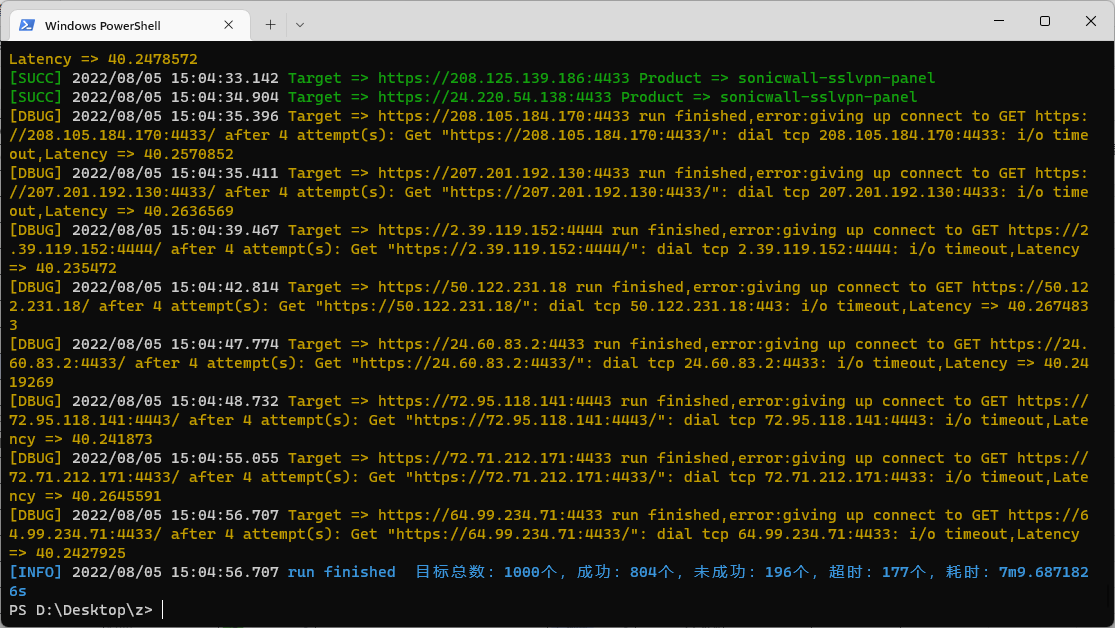 Windows PowerShell
Latency => 40.2478572
[SUCC] 2022/08/05 15:04:33.142 Target => https://208.125.139.186:4433 Product => sonicwall-sslvpn-panel
[SUCC] 2022/08/05 15:04:34.904 Target => https://24.220.54.138:4433 Product => sonicwall-sslvpn-panel
[DBUG] 2022/08/05 15:04:35.396 Target => https://208.105.184.170:4433 run finished,error:giving up connect to GET https:
//208.105.184.170:4433/ after 4 attempt(s): Get "https://208.105.184.170:4433/": dial tcp 208.105.184.170:4433: i/o time
out,Latency => 40.2570852
[DBUG] 2022/08/05 15:04:35.411 Target => https://207.201.192.130:4433 run finished,error:giving up connect to GET https:
//207.201.192.130:4433/ after 4 attempt(s): Get "https://207.201.192.130:4433/": dial tcp 207.201.192.130:4433: i/o time
out,Latency => 40.2636569
[DBUG] 2022/08/05 15:04:39.467 Target => https://2.39.119.152:4444 run finished,error:giving up connect to GET https://2
.39.119.152:4444/ after 4 attempt(s): Get "https://2.39.119.152:4444/": dial tcp 2.39.119.152:4444: i/o timeout,Latency
=> 40.235472
[DBUG] 2022/08/05 15:04:42.814 Target => https://50.122.231.18 run finished,error:giving up connect to GET https://50.12
2.231.18/ after 4 attempt(s): Get "https://50.122.231.18/": dial tcp 50.122.231.18:443: i/o timeout,Latency => 40.267483
3
[DBUG] 2022/08/05 15:04:47.774 Target => https://24.60.83.2:4433 run finished,error:giving up connect to GET https://24.
60.83.2:4433/ after 4 attempt(s): Get "https://24.60.83.2:4433/": dial tcp 24.60.83.2:4433: i/o timeout,Latency => 40.24
19269
[DBUG] 2022/08/05 15:04:48.732 Target => https://72.95.118.141:4443 run finished,error:giving up connect to GET https://
72.95.118.141:4443/ after 4 attempt(s): Get "https://72.95.118.141:4443/": dial tcp 72.95.118.141:4443: i/o timeout,Late
ncy => 40.241873
[DBUG] 2022/08/05 15:04:55.055 Target => https://72.71.212.171:4433 run finished,error:giving up connect to GET https://
72.71.212.171:4433/ after 4 attempt(s): Get "https://72.71.212.171:4433/": dial tcp 72.71.212.171:4433: i/o timeout,Late
ncy => 40.2645591
[DBUG] 2022/08/05 15:04:56.707 Target => https://64.99.234.71:4433 run finished,error:giving up connect to GET https://6
4.99.234.71:4433/ after 4 attempt(s): Get "https://64.99.234.71:4433/": dial tcp 64.99.234.71:4433: i/o timeout,Latency
=> 40.2427925
[INFO] 2022/08/05 15:04:56.707 run finished  目标总数: 1000个, 成功: 804个, 未成功: 196个, 超时: 177个, 耗时: 7m9.687182
6s
PS D:\Desktop\z>